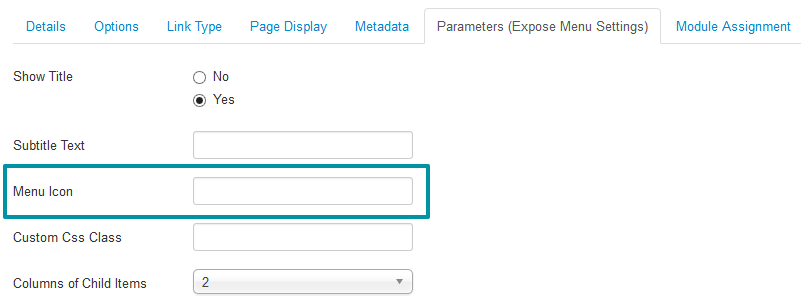 Details Options Link Type Page Display Metadata Parameters (Expose Menu Settings) Module Assignment
Show Title No
Yes
Subtitle Text
Menu Icon
Custom Css Class
Columns of Child Items 2